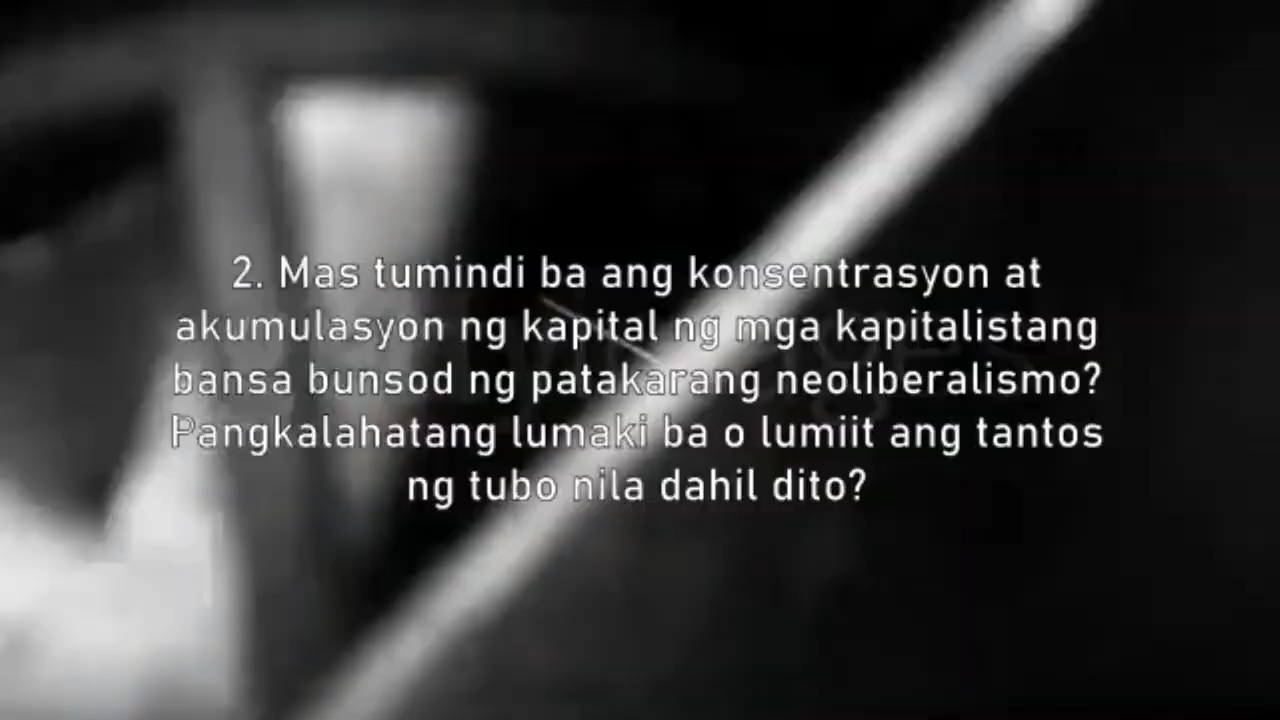 2. Mas tumindi ba ang konsentrasyon at
akumulasyon ng kapital ng mga kapitalistang
bansa bunsod ng patakarang neoliberalismo?
Pangkalahatang lumaki ba o lumiit ang tantos
ng tubo nila dahil dito?